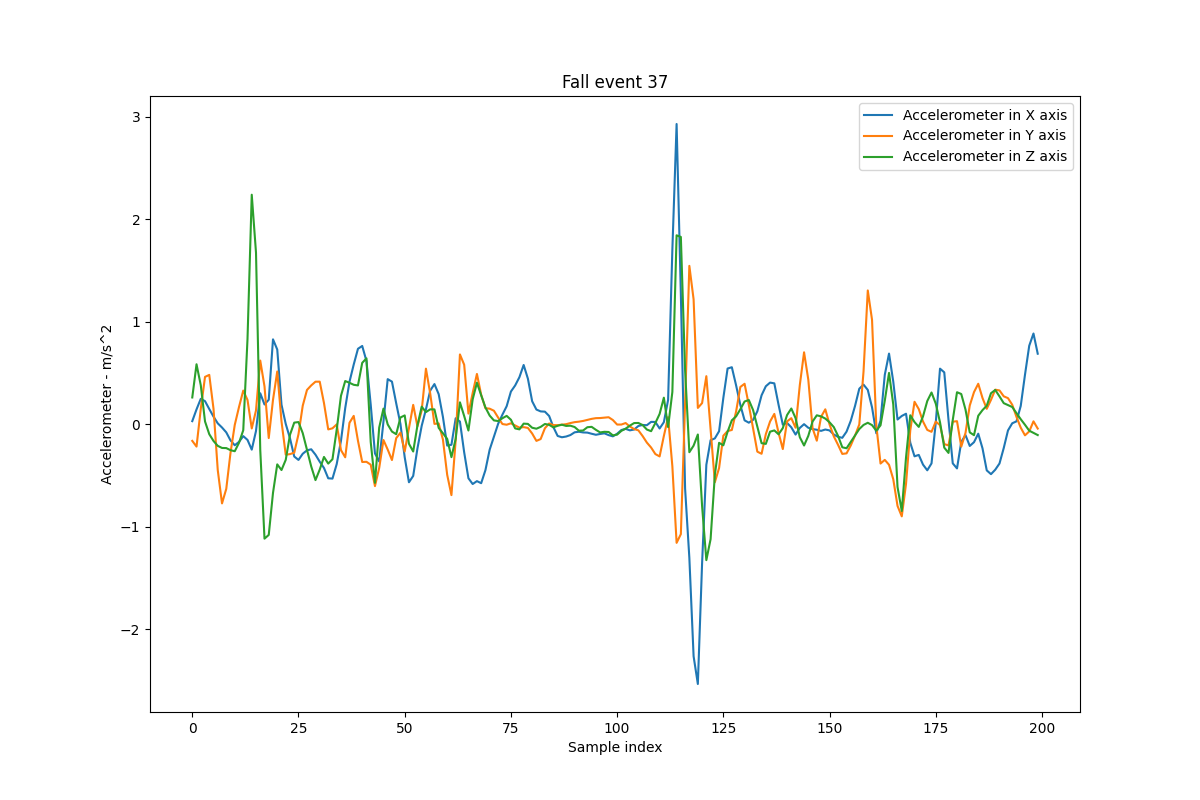 Fall event 37
Accelerometer in X axis
Accelerometer in Y axis
Accelerometer in Z axis
3
2
1
0
−1
−2
Accelerometer - m/s^2
0 25 50 75 100 125 150 175 200
Sample index